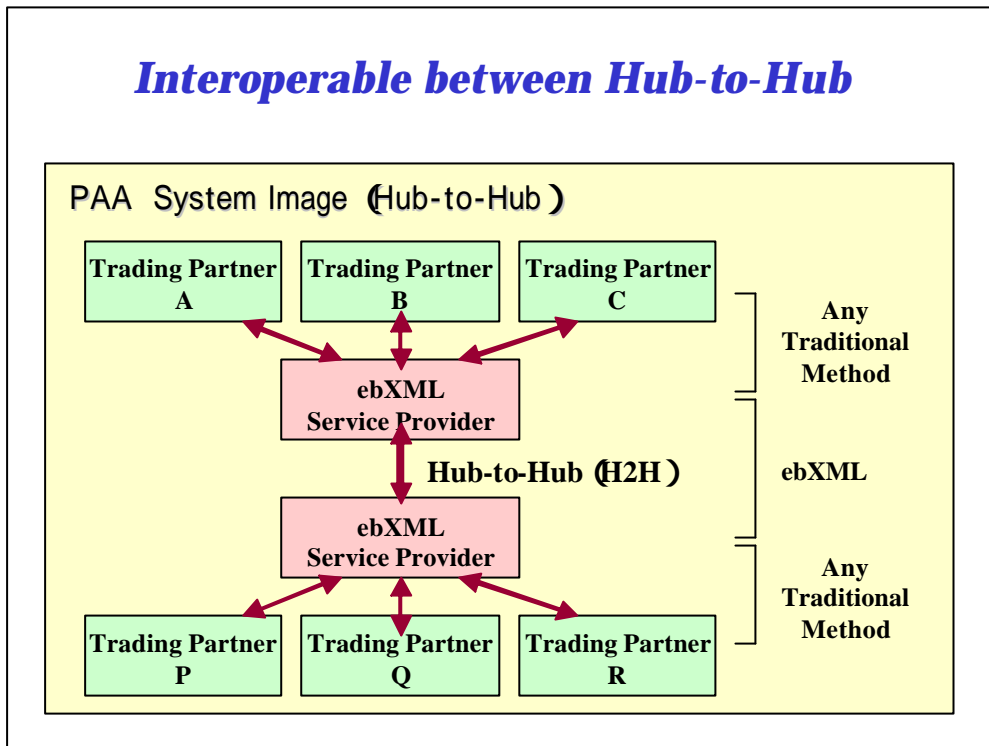 Interoperable between Hub-to-Hub
PAA System Image (Hub-to-Hub)
Trading Partner
A
Trading Partner
B
Trading Partner
C
Any
Traditional
Method
ebXML
Service Provider
Hub-to-Hub (H2H)
ebXML
ebXML
Service Provider
Any
Traditional
Method
Trading Partner
P
Trading Partner
Q
Trading Partner
R